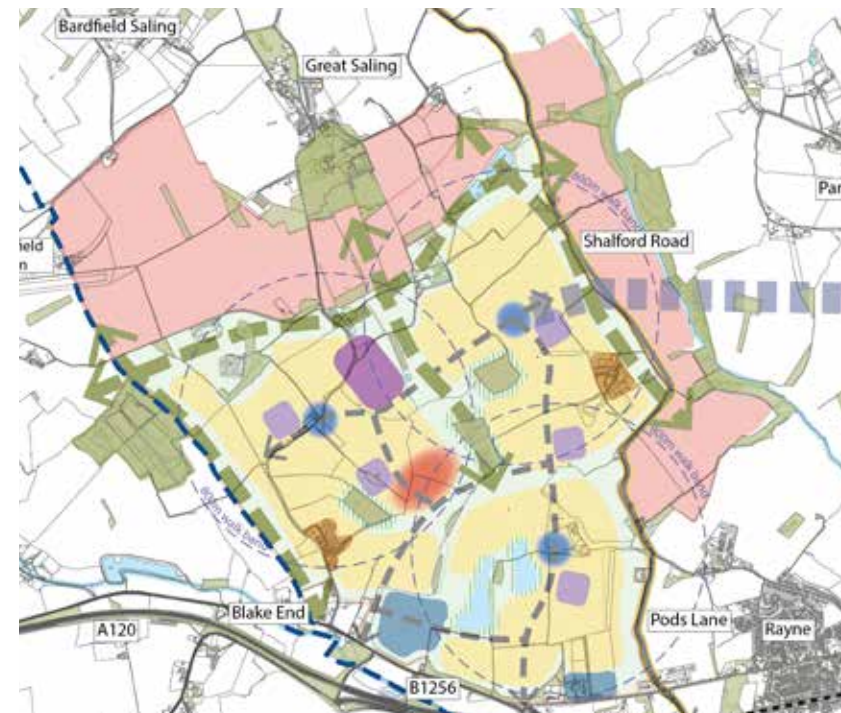 Bardfield Saling
Great Saling
Par
800m walk band
Shalford Road
field
n
800m walk band
800m walk band
Blake End
A120
Pods Lane
Rayne
B1256